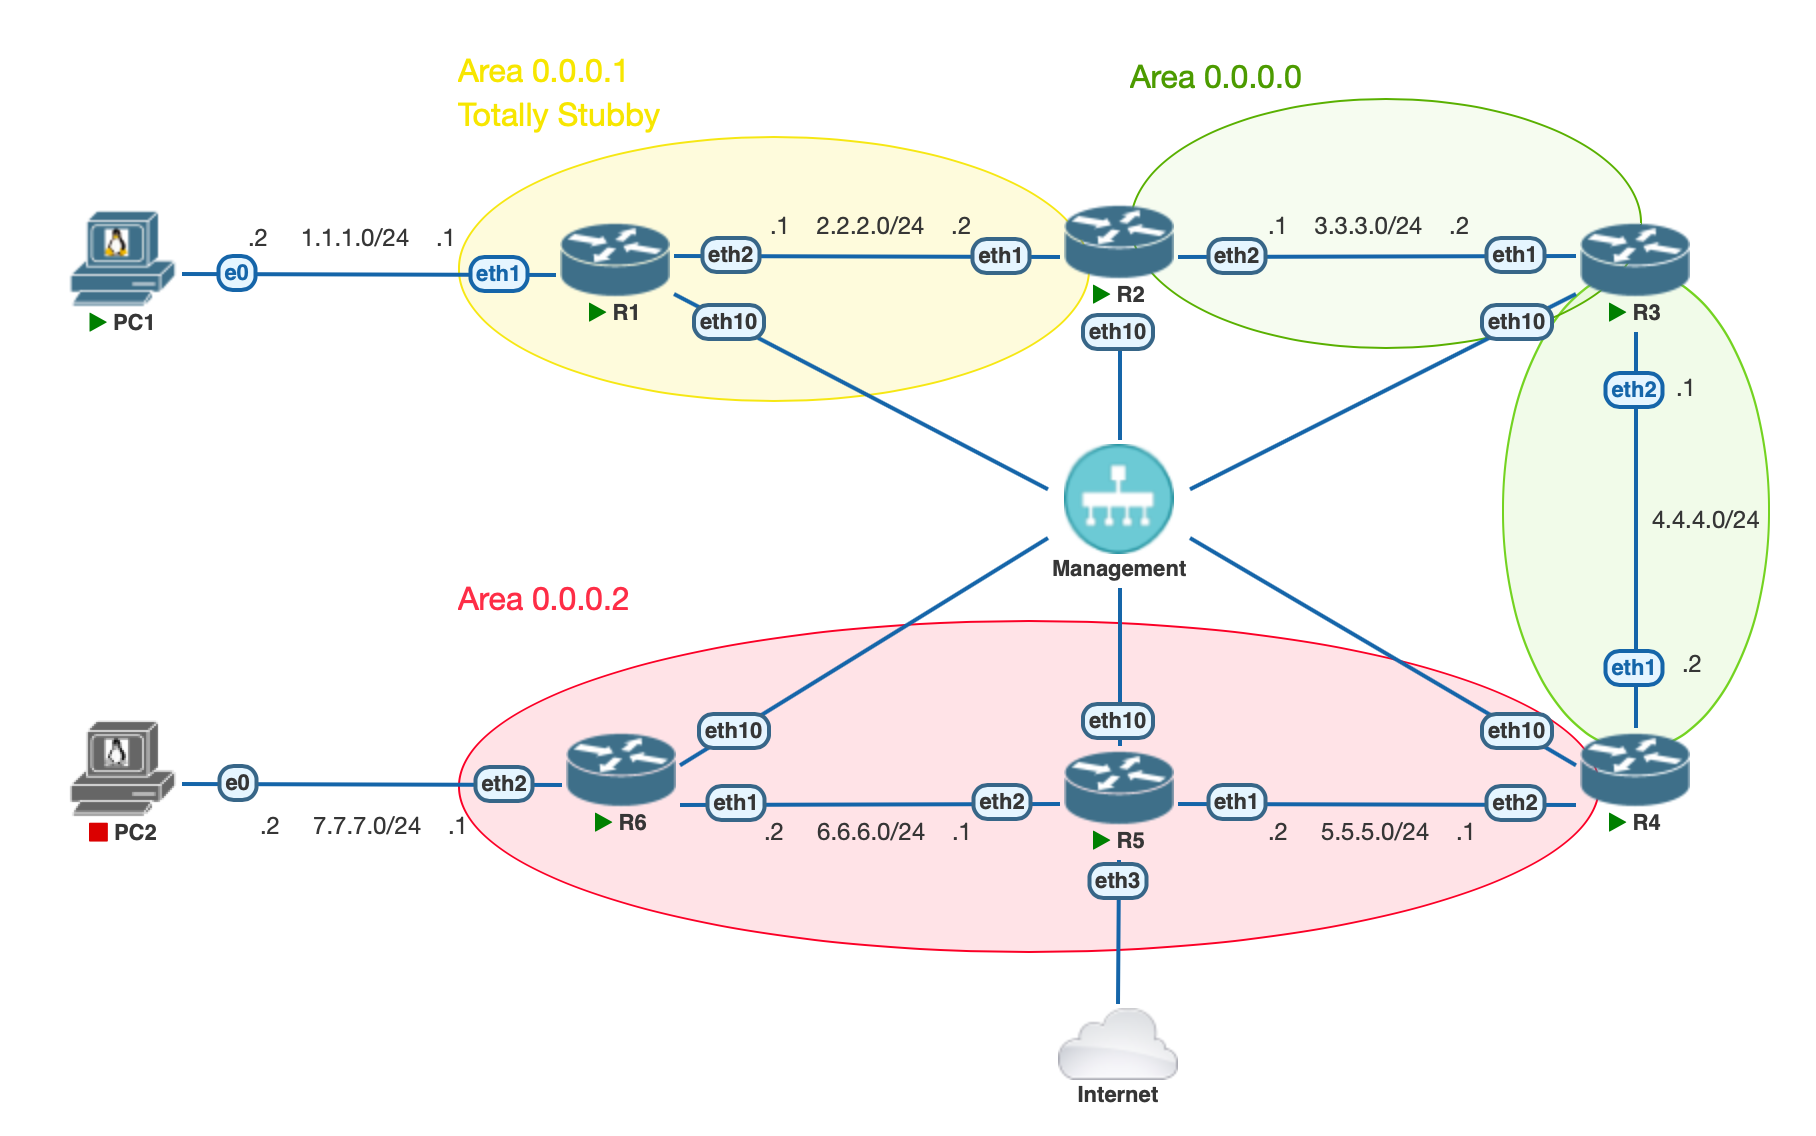 Area 0.0.0.1
Totally Stubby
Area 0.0.0.0
.2 1.1.1.0/24 .1
.1 2.2.2.0/24 .2
.1 3.3.3.0/24 .2
e0
eth1
eth2
eth1
eth2
eth1
PC1
R1
R2
R3
eth10
eth10
eth10
eth2
.1
4.4.4.0/24
Management
Area 0.0.0.2
eth1
.2
eth10
eth10
eth10
e0
eth2
eth1
eth2
eth1
eth2
PC2
R6
R5
R4
.2 7.7.7.0/24 .1
.2 6.6.6.0/24 .1
.2 5.5.5.0/24 .1
eth3
Internet